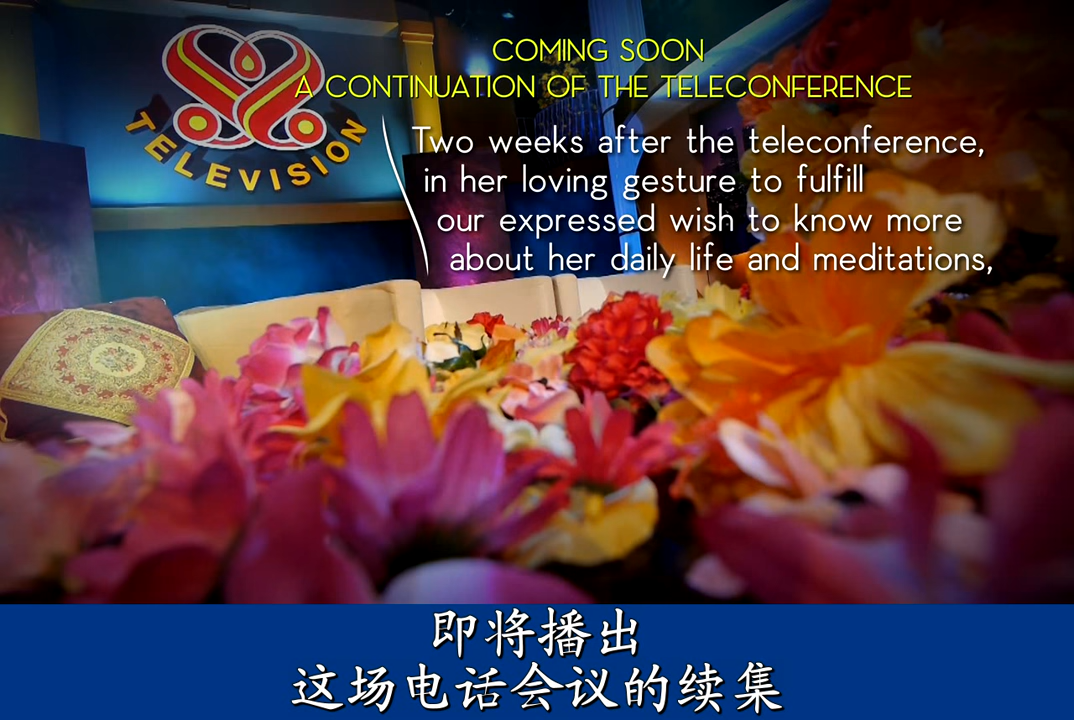 TELEVISION
COMING SOON
A CONTINUATION OF THE TELECONFERENCE
Two weeks after the teleconference,
in her loving gesture to fulfill
our expressed wish to know more
about her daily life and meditations,
即将播出
这场电话会议的续集